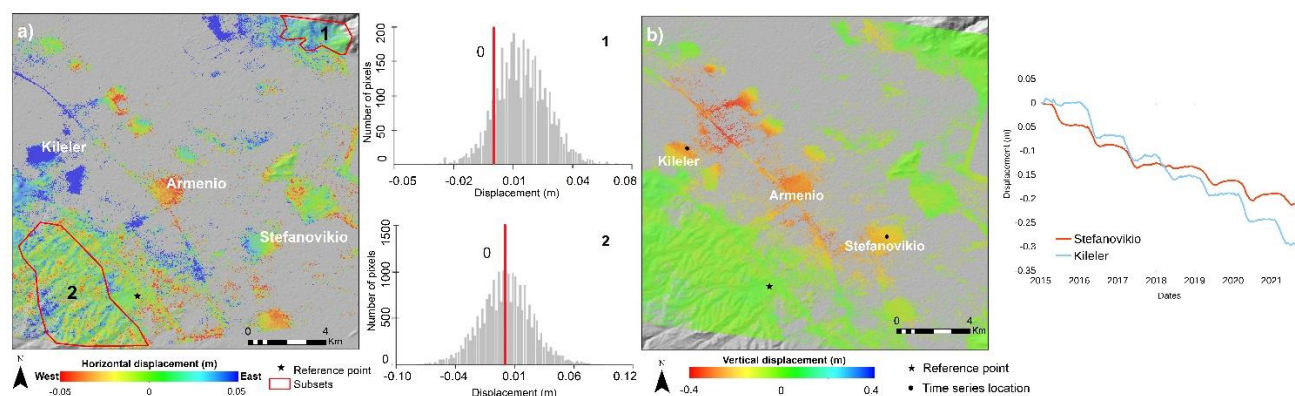 a)
1
Kileler
Armenio
Stefanovikio
2
0 4
Km
N
Horizontal displacement (m)
West East
-0.05 0 0.05
Reference point
Subsets
Number of pixels
200
150
100
50
0
0
1
-0.05 -0.02 0.01 0.04 0.08
Displacement (m)
Number of pixels
1500
1000
500
0
0
2
-0.10 -0.04 0.01 0.06 0.12
Displacement (m)
b)
Kileler
Armenio
Stefanovikio
0 4
Km
N
Vertical displacement (m)
-0.4 0 0.4
Reference point
Time series location
Displacement (m)
0.05
0
-0.05
-0.1
-0.15
-0.2
-0.25
-0.3
-0.35
Stefanovikio
Kileler
2015 2016 2017 2018 2019 2020 2021
Dates